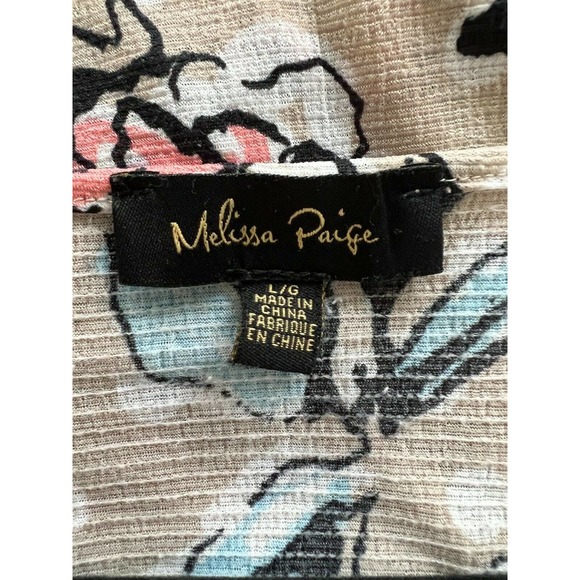 Melissa Paige
L/G
MADE IN
CHINA
FABRIQUE
EN CHINE